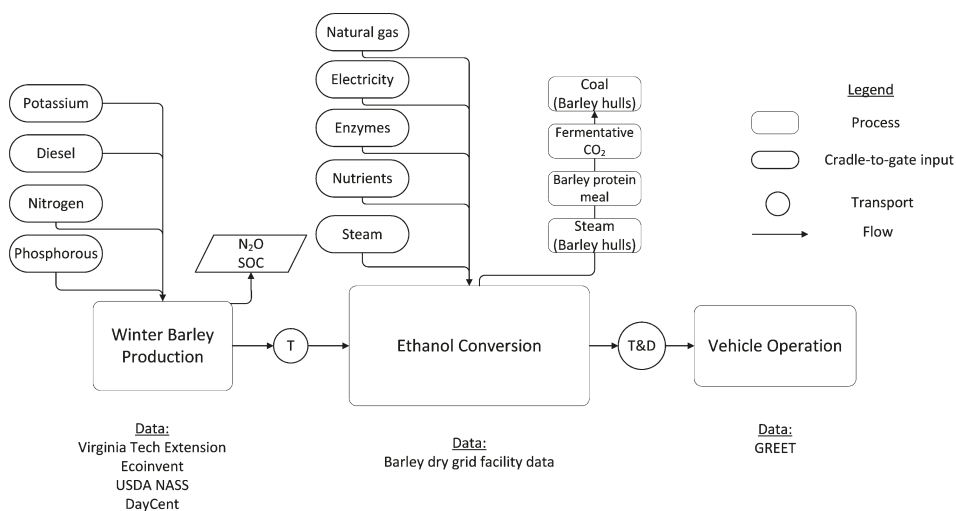 Potassium
Diesel
Nitrogen
Phosphorous
N₂O
SOC
Winter Barley
Production
T
Natural gas
Electricity
Enzymes
Nutrients
Steam
Ethanol Conversion
Coal
(Barley hulls)
Fermentative
CO₂
Barley protein
meal
Steam
(Barley hulls)
T&D
Vehicle Operation
Legend
Process
Cradle-to-gate input
Transport
Flow
Data:
Virginia Tech Extension
Ecoinvent
USDA NASS
DayCent
Data:
Barley dry grid facility data
Data:
GREET